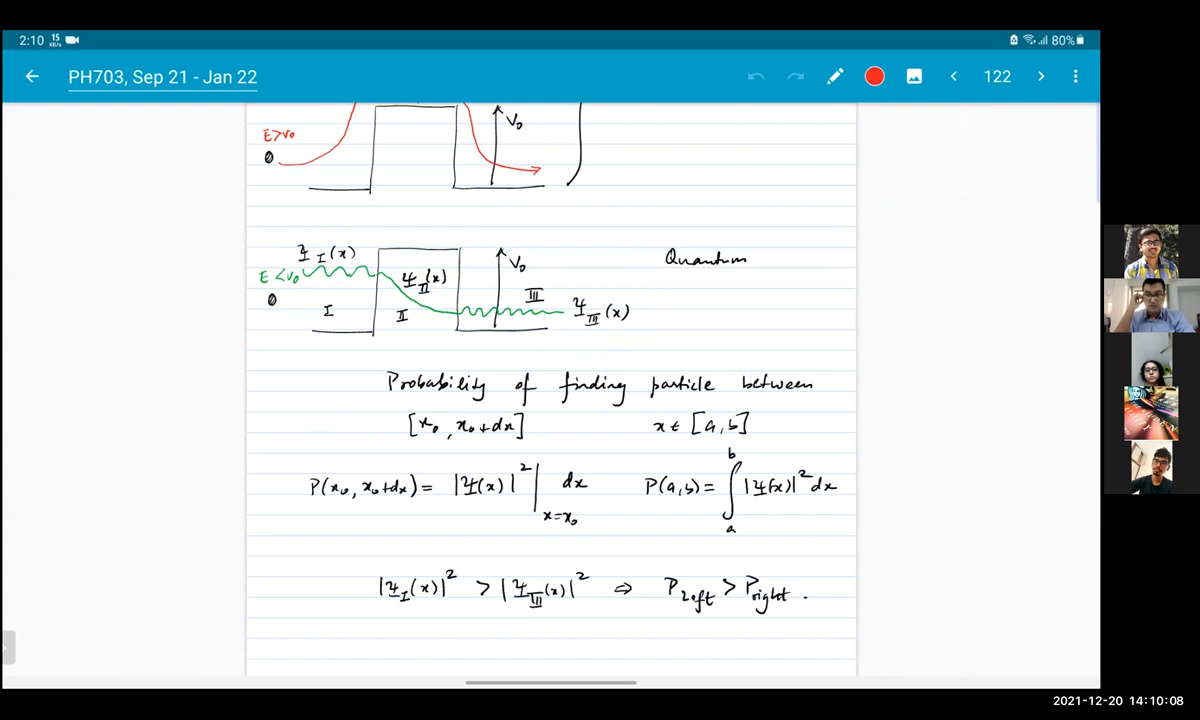 2:10 15 KB/s 80%
PH703, Sep 21 - Jan 22 122
E>V₀
V₀
Ψ_I(x)
E<V₀
Ψ_II(x)
V₀
Quantum
I
II
III
Ψ_III(x)
Probability of finding particle between
[x₀, x₀+dx] x ∈ [a,b]
P(x₀, x₀+dx) = |Ψ(x)|²|_{x=x₀} dx P(a,b) = ∫_a^b |Ψ(x)|² dx
|Ψ_I(x)|² > |Ψ_III(x)|² ⇒ P_left > P_right.
2021-12-20 14:10:08